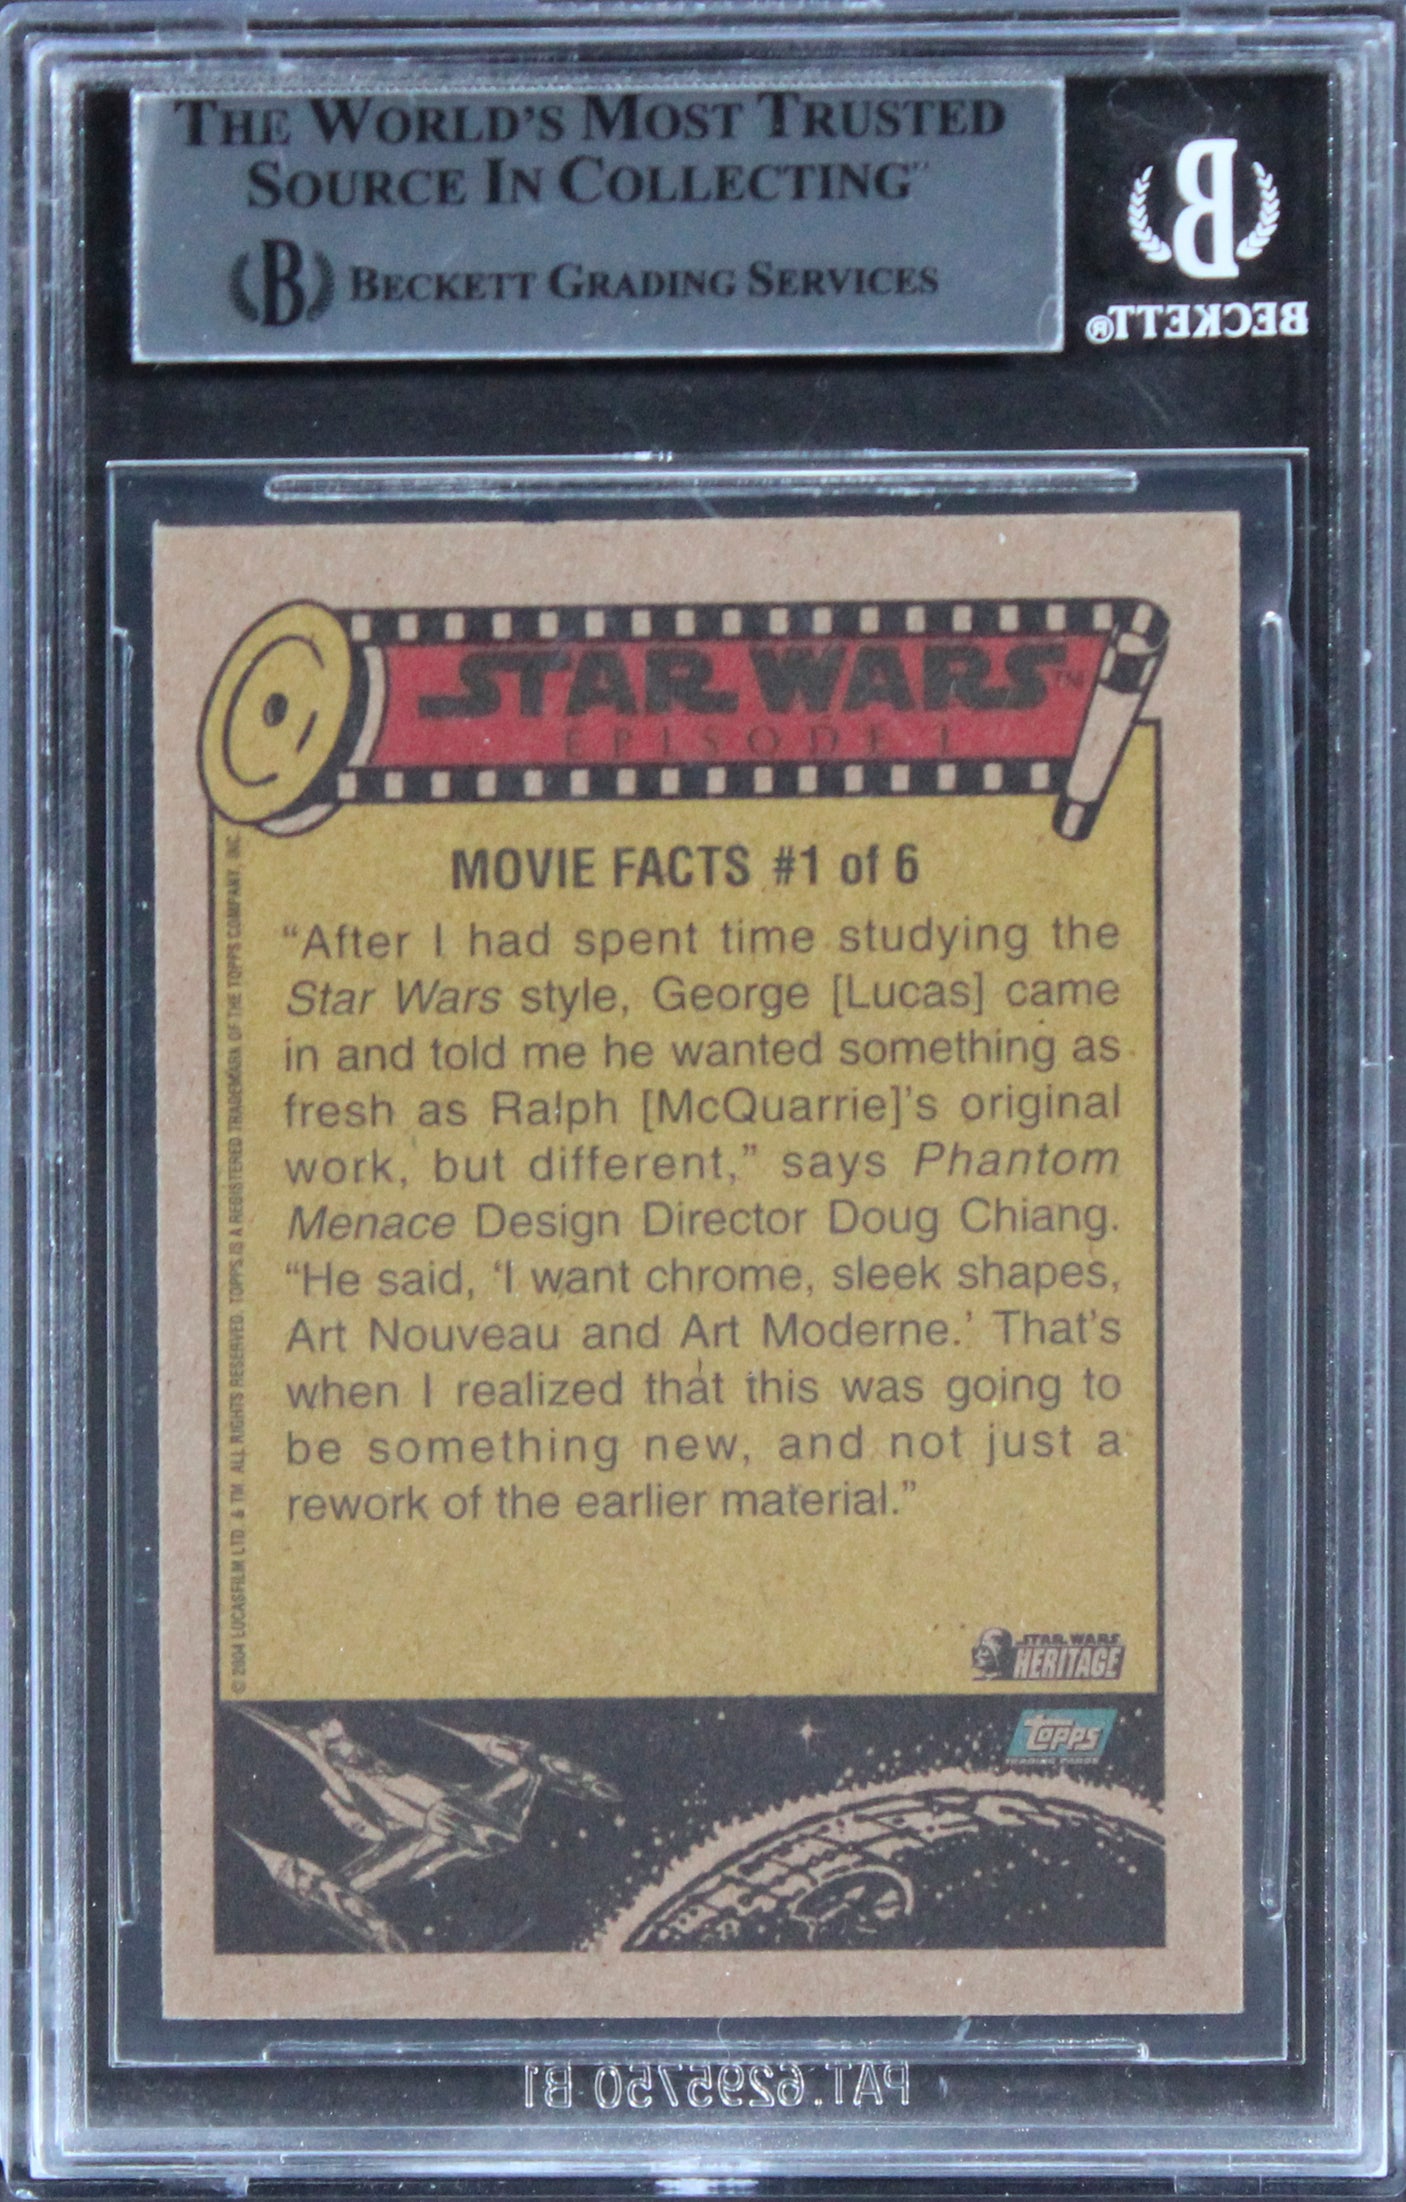 THE WORLD'S MOST TRUSTED
SOURCE IN COLLECTING™
B BECKETT GRADING SERVICES
B
BECKETT®
STAR WARS™
EPISODE I
MOVIE FACTS #1 of 6
“After I had spent time studying the
Star Wars style, George [Lucas] came
in and told me he wanted something as
fresh as Ralph [McQuarrie]'s original
work, but different,” says Phantom
Menace Design Director Doug Chiang.
“He said, ‘I want chrome, sleek shapes,
Art Nouveau and Art Moderne.’ That's
when I realized that this was going to
be something new, and not just a
rework of the earlier material.”
© 2004 LUCASFILM LTD. & TM ALL RIGHTS RESERVED. TOPPS IS A REGISTERED TRADEMARK OF THE TOPPS COMPANY, INC.
STAR WARS
HERITAGE
Topps
TRADING CARDS
PAT.6295750 B1